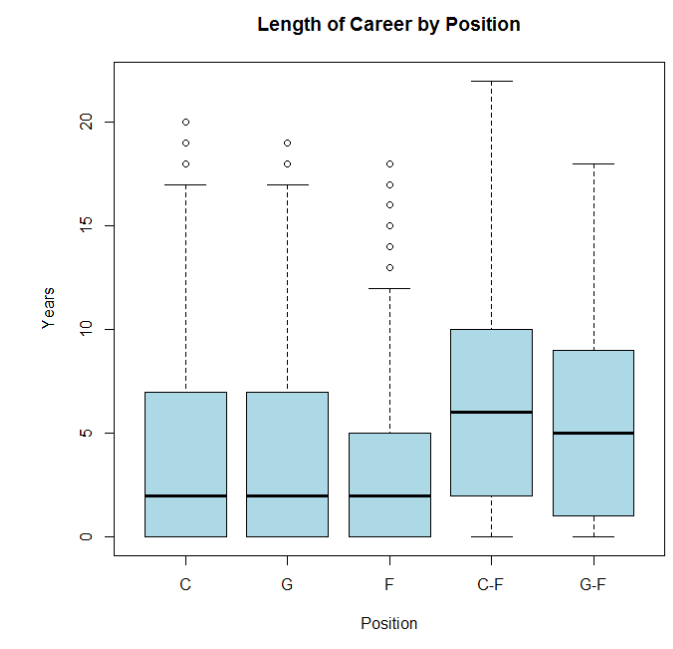 Length of Career by Position
Years
20
15
10
5
0
C G F C-F G-F
Position